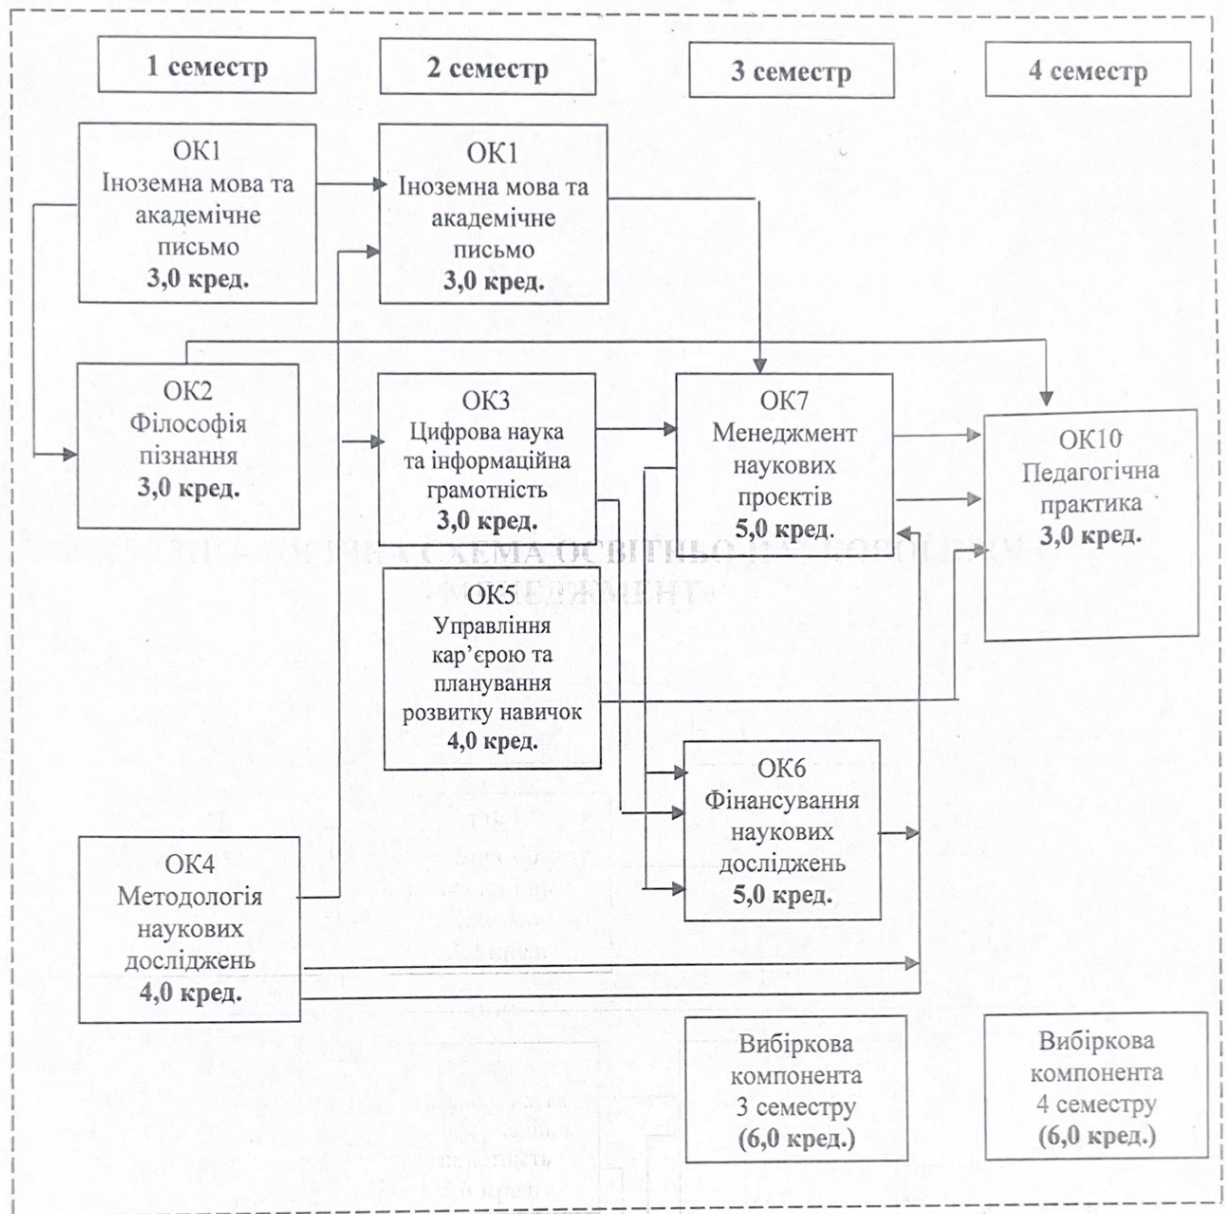 1 семестр
2 семестр
3 семестр
4 семестр
ОК1
Іноземна мова та
академічне
письмо
3,0 кред.
ОК1
Іноземна мова та
академічне
письмо
3,0 кред.
ОК2
Філософія
пізнання
3,0 кред.
ОК3
Цифрова наука
та інформаційна
грамотність
3,0 кред.
ОК7
Менеджмент
наукових
проєктів
5,0 кред.
ОК10
Педагогічна
практика
3,0 кред.
СХЕМА ОСВІТНЬО
МЕНЕДЖМЕНТ
ОК5
Управління
кар’єрою та
планування
розвитку навичок
4,0 кред.
ОК6
Фінансування
наукових
досліджень
5,0 кред.
ОК4
Методологія
наукових
досліджень
4,0 кред.
Вибіркова
компонента
3 семестру
(6,0 кред.)
Вибіркова
компонента
4 семестру
(6,0 кред.)